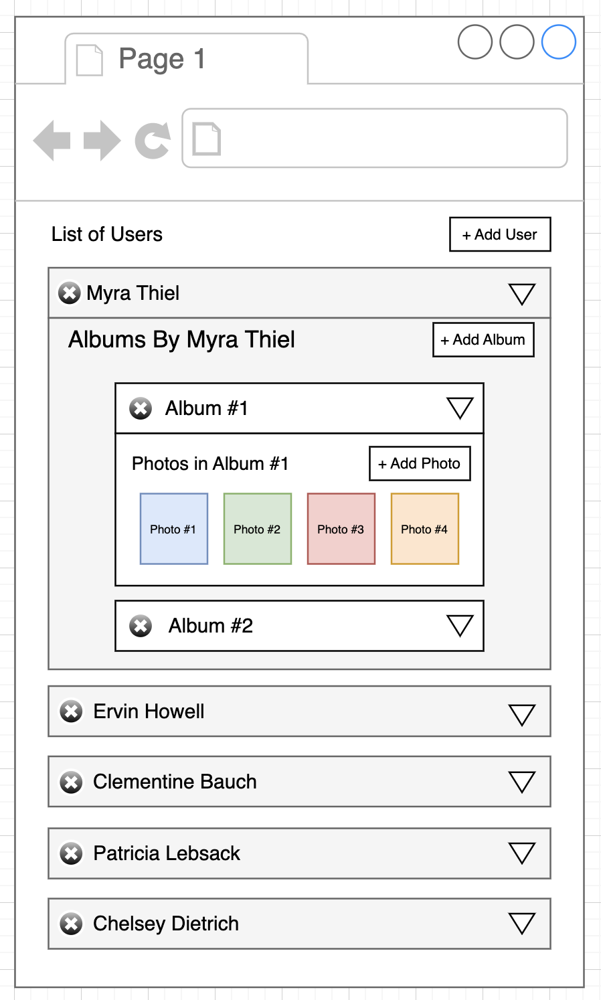 Page 1
List of Users
+ Add User
Myra Thiel
Albums By Myra Thiel
+ Add Album
Album #1
Photos in Album #1
+ Add Photo
Photo #1
Photo #2
Photo #3
Photo #4
Album #2
Ervin Howell
Clementine Bauch
Patricia Lebsack
Chelsey Dietrich